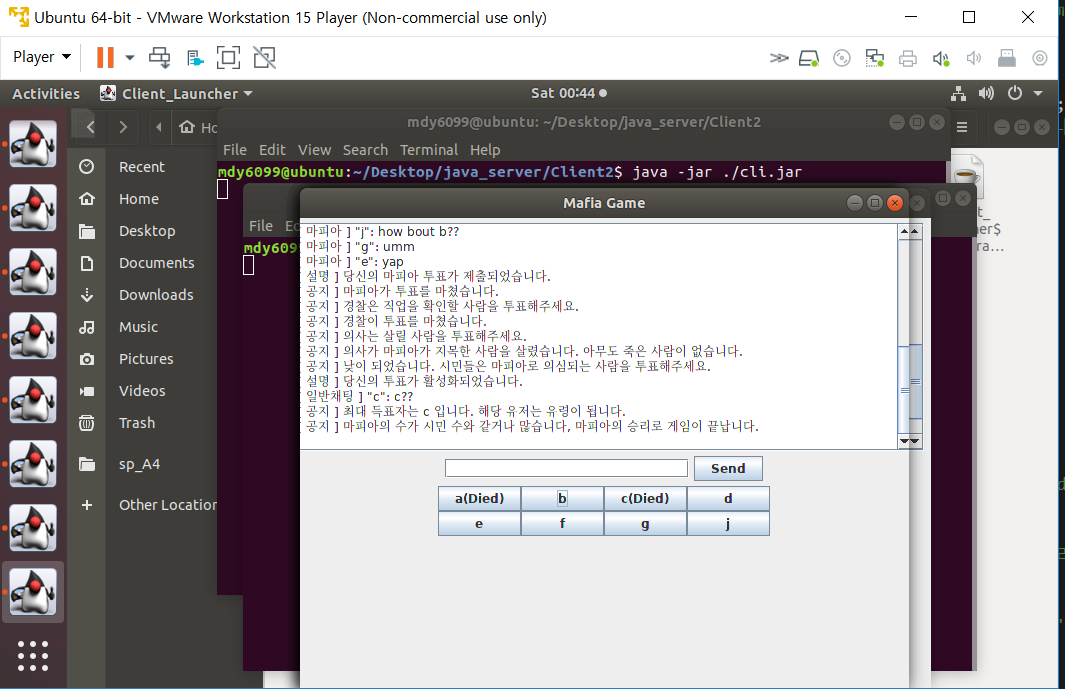 Ubuntu 64-bit - VMware Workstation 15 Player (Non-commercial use only)
Player
Activities
Client_Launcher
Sat 00:44
mdy6099@ubuntu: ~/Desktop/java_server/Client2
File Edit View Search Terminal Help
mdy6099@ubuntu:~/Desktop/java_server/Client2$ java -jar ./cli.jar
Recent
Home
Desktop
Documents
Downloads
Music
Pictures
Videos
Trash
sp_A4
Other Location
File
mdy609
Mafia Game
마피아 ] "j": how bout b??
마피아 ] "g": umm
마피아 ] "e": yap
설명 ] 당신의 마피아 투표가 제출되었습니다.
공지 ] 마피아가 투표를 마쳤습니다.
공지 ] 경찰은 직업을 확인할 사람을 투표해주세요.
공지 ] 경찰이 투표를 마쳤습니다.
공지 ] 의사는 살릴 사람을 투표해주세요.
공지 ] 의사가 마피아가 지목한 사람을 살렸습니다. 아무도 죽은 사람이 없습니다.
공지 ] 낮이 되었습니다. 시민들은 마피아로 의심되는 사람을 투표해주세요.
설명 ] 당신의 투표가 활성화되었습니다.
일반채팅 ] "c": c??
공지 ] 최대 득표자는 c 입니다. 해당 유저는 유령이 됩니다.
공지 ] 마피아의 수가 시민 수와 같거나 많습니다, 마피아의 승리로 게임이 끝납니다.
Send
a(Died) b c(Died) d
e f g j